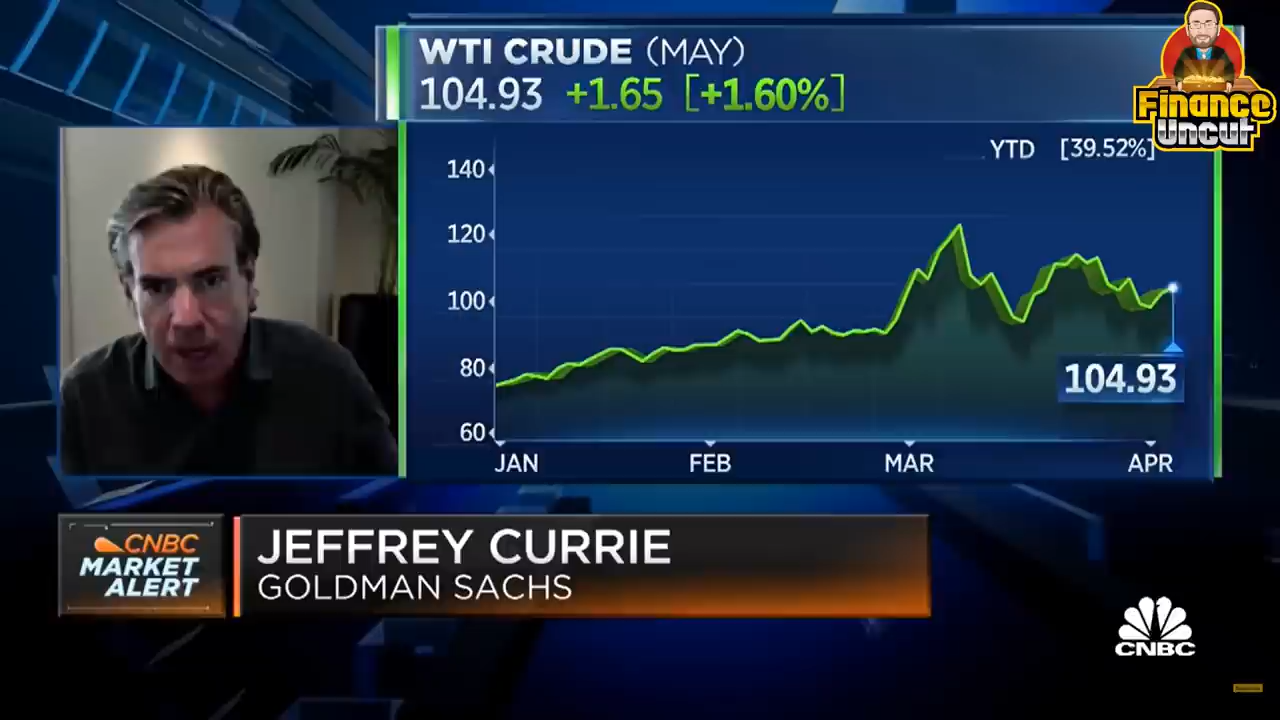 WTI CRUDE (MAY)
104.93 +1.65 [+1.60%]
Finance
Uncut
YTD [39.52%]
140
120
100
80
60
104.93
JAN FEB MAR APR
CNBC
MARKET
ALERT
JEFFREY CURRIE
GOLDMAN SACHS
CNBC